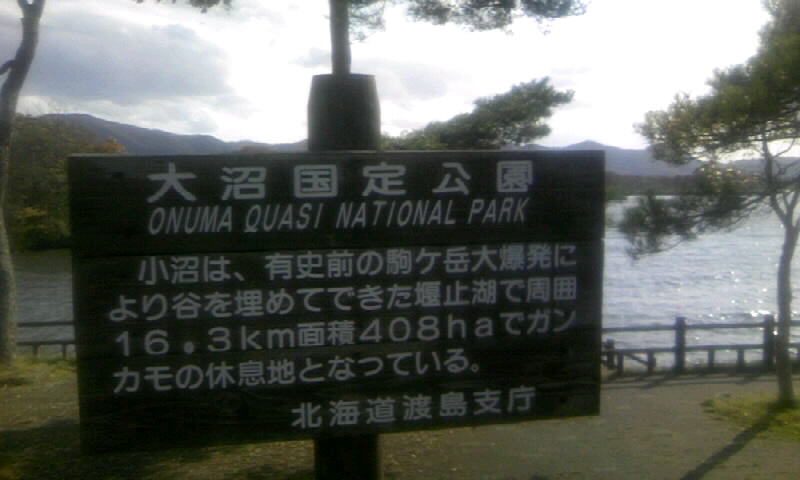 大沼国定公園
ONUMA QUASI NATIONAL PARK
小沼は、有史前の駒ケ岳大爆発に
より谷を埋めてできた堰止湖で周囲
16.3km面積408haでガン
カモの休息地となっている。
北海道渡島支庁